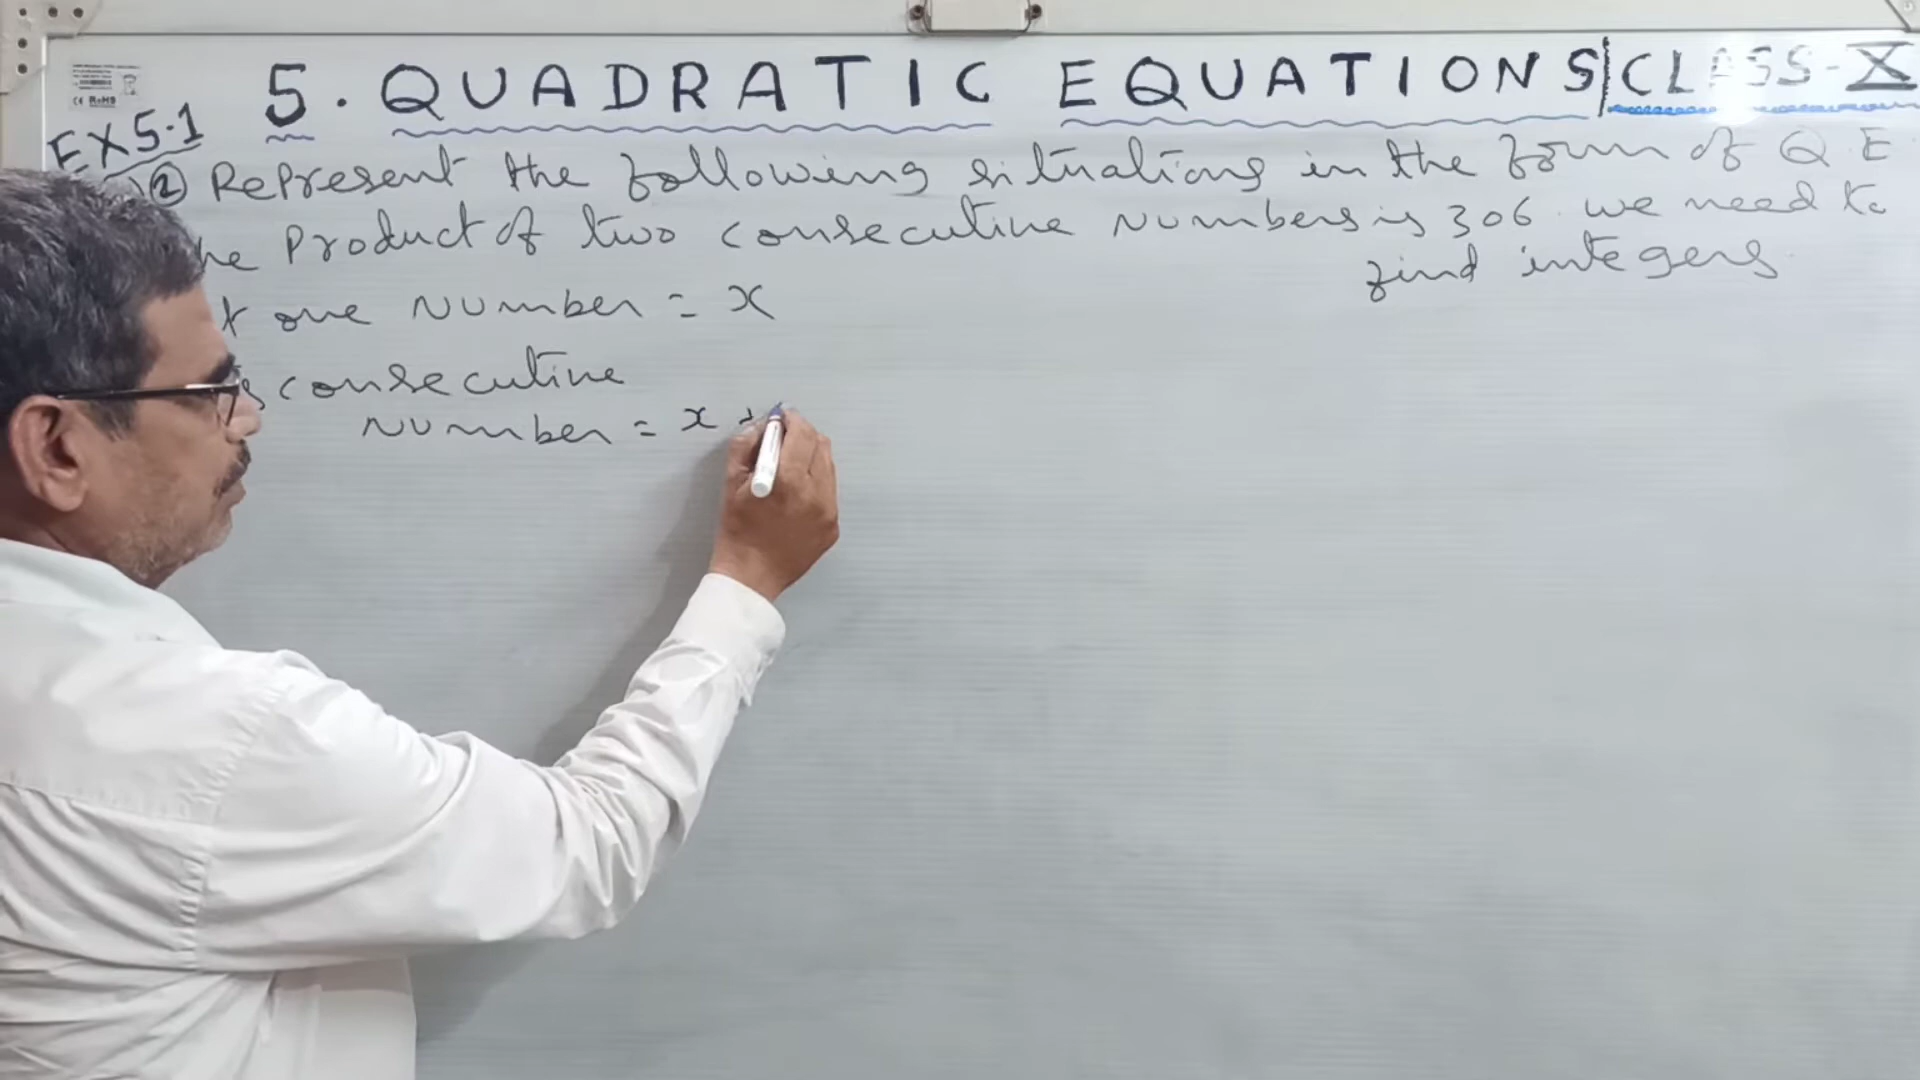 5. QUADRATIC EQUATIONS | CLASS-X
EX 5.1
② Represent the following situations in the form of Q.E
Product of two consecutive Numbers is 306. we need to
find integers
one Number = x
consecutive
Number = x +